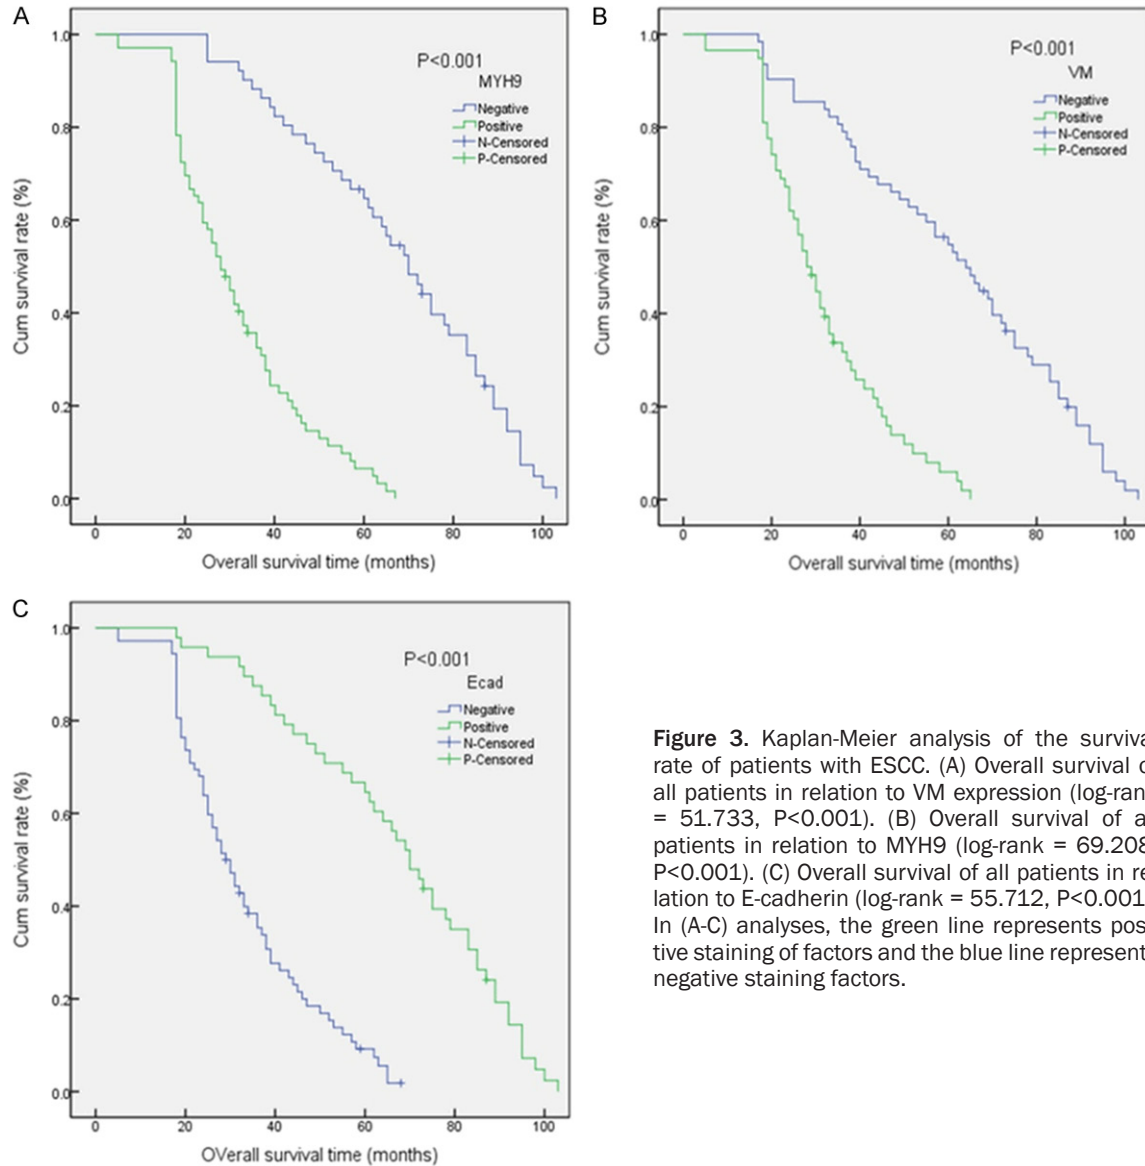 A
P<0.001
MYH9
Negative
Positive
N-Censored
P-Censored
Cum survival rate (%)
1.0
0.8
0.6
0.4
0.2
0.0
0 20 40 60 80 100
Overall survival time (months)
B
P<0.001
VM
Negative
Positive
N-Censored
P-Censored
Cum survival rate (%)
1.0
0.8
0.6
0.4
0.2
0.0
0 20 40 60 80 100
Overall survival time (months)
C
P<0.001
Ecad
Negative
Positive
N-Censored
P-Censored
Cum survival rate (%)
1.0
0.8
0.6
0.4
0.2
0.0
0 20 40 60 80 100
OVerall survival time (months)
Figure 3. Kaplan-Meier analysis of the surviva
rate of patients with ESCC. (A) Overall survival o
all patients in relation to VM expression (log-ran
= 51.733, P<0.001). (B) Overall survival of a
patients in relation to MYH9 (log-rank = 69.208
P<0.001). (C) Overall survival of all patients in re
lation to E-cadherin (log-rank = 55.712, P<0.001
In (A-C) analyses, the green line represents pos
tive staining of factors and the blue line represent
negative staining factors.